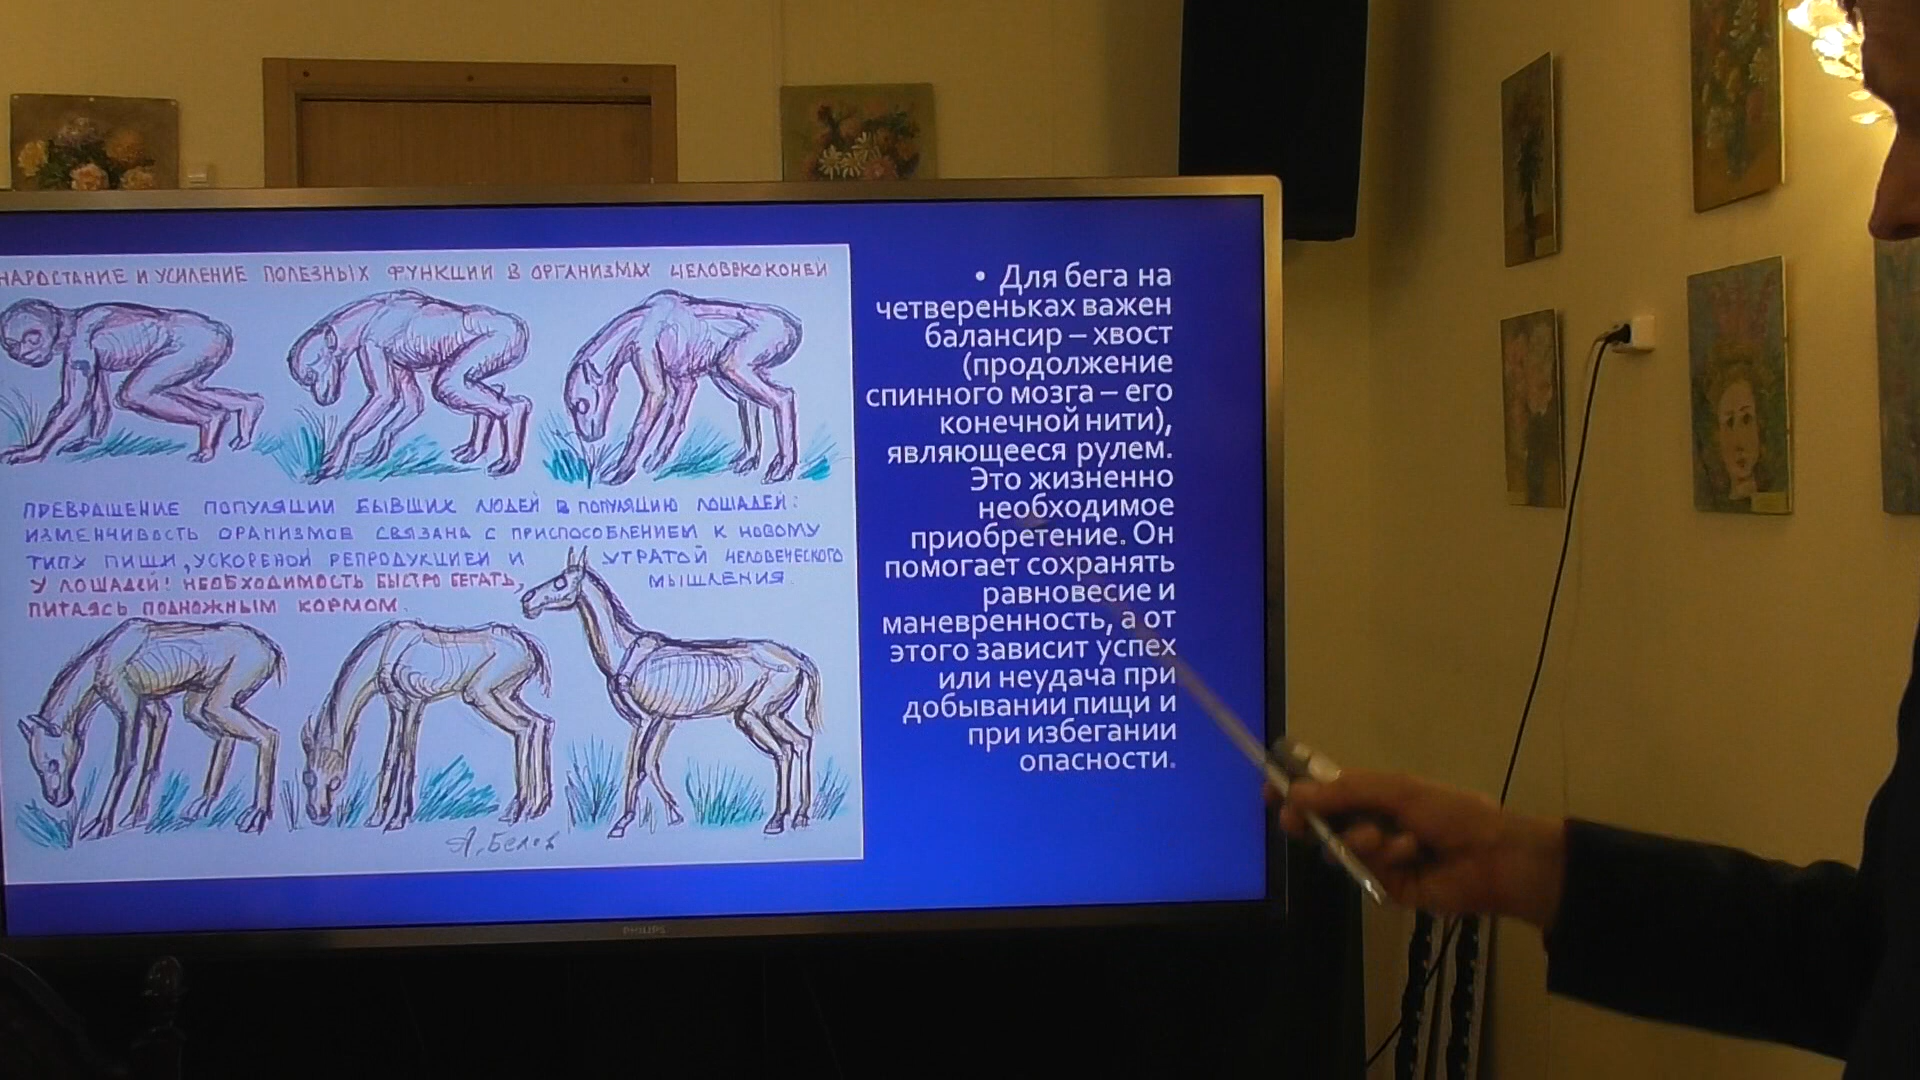 НАРОСТАНИЕ И УСИЛЕНИЕ ПОЛЕЗНЫХ ФУНКЦИИ В ОРГАНИЗМАХ ЧЕЛОВЕКОКОНЕЙ
ПРЕВРАЩЕНИЕ ПОПУЛЯЦИИ БЫВШИХ ЛЮДЕЙ В ПОПУЛЯЦИЮ ЛОШАДЕЙ:
ИЗМЕНЧИВОСТЬ ОРАНИЗМОВ СВЯЗАНА С ПРИСПОСОБЛЕНИЕМ К НОВОМУ
ТИПУ ПИЩИ, УСКОРЕНОЙ РЕПРОДУКЦИЕЙ И УТРАТОЙ ЧЕЛОВЕЧЕСКОГО
МЫШЛЕНИЯ.
У ЛОШАДЕЙ! НЕОБХОДИМОСТЬ БЫСТРО БЕГАТЬ,
ПИТАЯСЬ ПОДНОЖНЫМ КОРМОМ.
А. Белов
• Для бега на
четвереньках важен
балансир – хвост
(продолжение
спинного мозга – его
конечной нити),
являющееся рулем.
Это жизненно
необходимое
приобретение. Он
помогает сохранять
равновесие и
маневренность, а от
этого зависит успех
или неудача при
добывании пищи и
при избегании
опасности.
PHILIPS